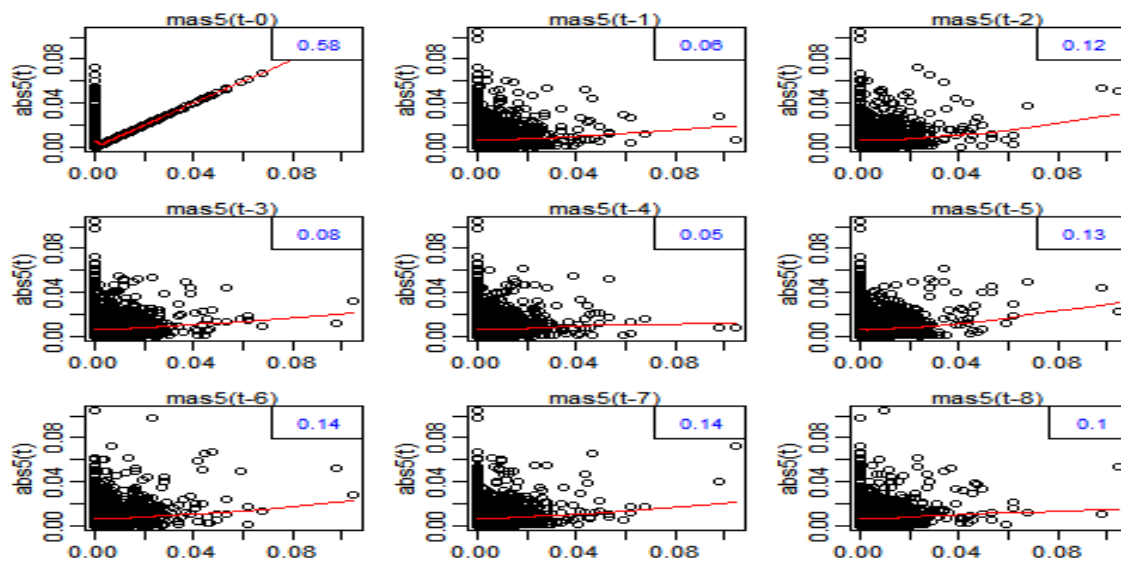 mas5(t-0) mas5(t-1) mas5(t-2)
0.58 0.06 0.12
abs5(t) abs5(t) abs5(t)
0.00 0.04 0.08 0.00 0.04 0.08 0.00 0.04 0.08
0.00 0.04 0.08 0.00 0.04 0.08 0.00 0.04 0.08
mas5(t-3) mas5(t-4) mas5(t-5)
0.08 0.05 0.13
abs5(t) abs5(t) abs5(t)
0.00 0.04 0.08 0.00 0.04 0.08 0.00 0.04 0.08
0.00 0.04 0.08 0.00 0.04 0.08 0.00 0.04 0.08
mas5(t-6) mas5(t-7) mas5(t-8)
0.14 0.14 0.1
abs5(t) abs5(t) abs5(t)
0.00 0.04 0.08 0.00 0.04 0.08 0.00 0.04 0.08
0.00 0.04 0.08 0.00 0.04 0.08 0.00 0.04 0.08